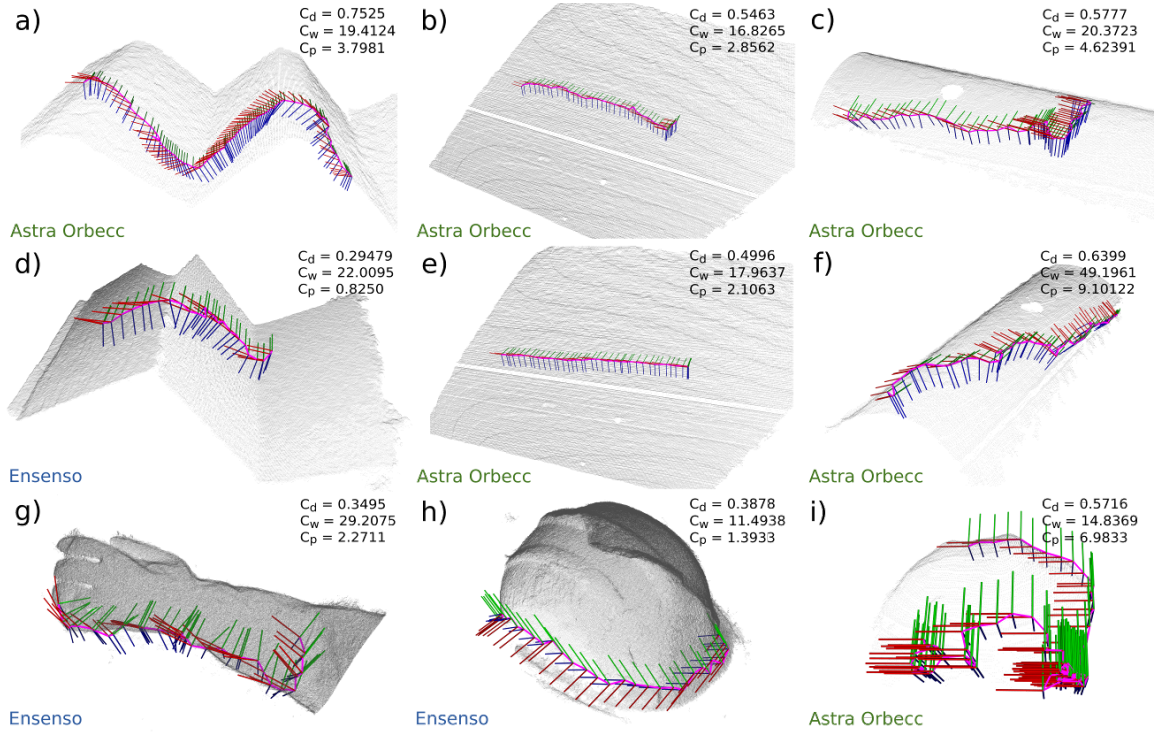 a)
C_d = 0.7525
C_w = 19.4124
C_p = 3.7981
Astra Orbecc
b)
C_d = 0.5463
C_w = 16.8265
C_p = 2.8562
Astra Orbecc
c)
C_d = 0.5777
C_w = 20.3723
C_p = 4.62391
Astra Orbecc
d)
C_d = 0.29479
C_w = 22.0095
C_p = 0.8250
Ensenso
e)
C_d = 0.4996
C_w = 17.9637
C_p = 2.1063
Astra Orbecc
f)
C_d = 0.6399
C_w = 49.1961
C_p = 9.10122
Astra Orbecc
g)
C_d = 0.3495
C_w = 29.2075
C_p = 2.2711
Ensenso
h)
C_d = 0.3878
C_w = 11.4938
C_p = 1.3933
Ensenso
i)
C_d = 0.5716
C_w = 14.8369
C_p = 6.9833
Astra Orbecc